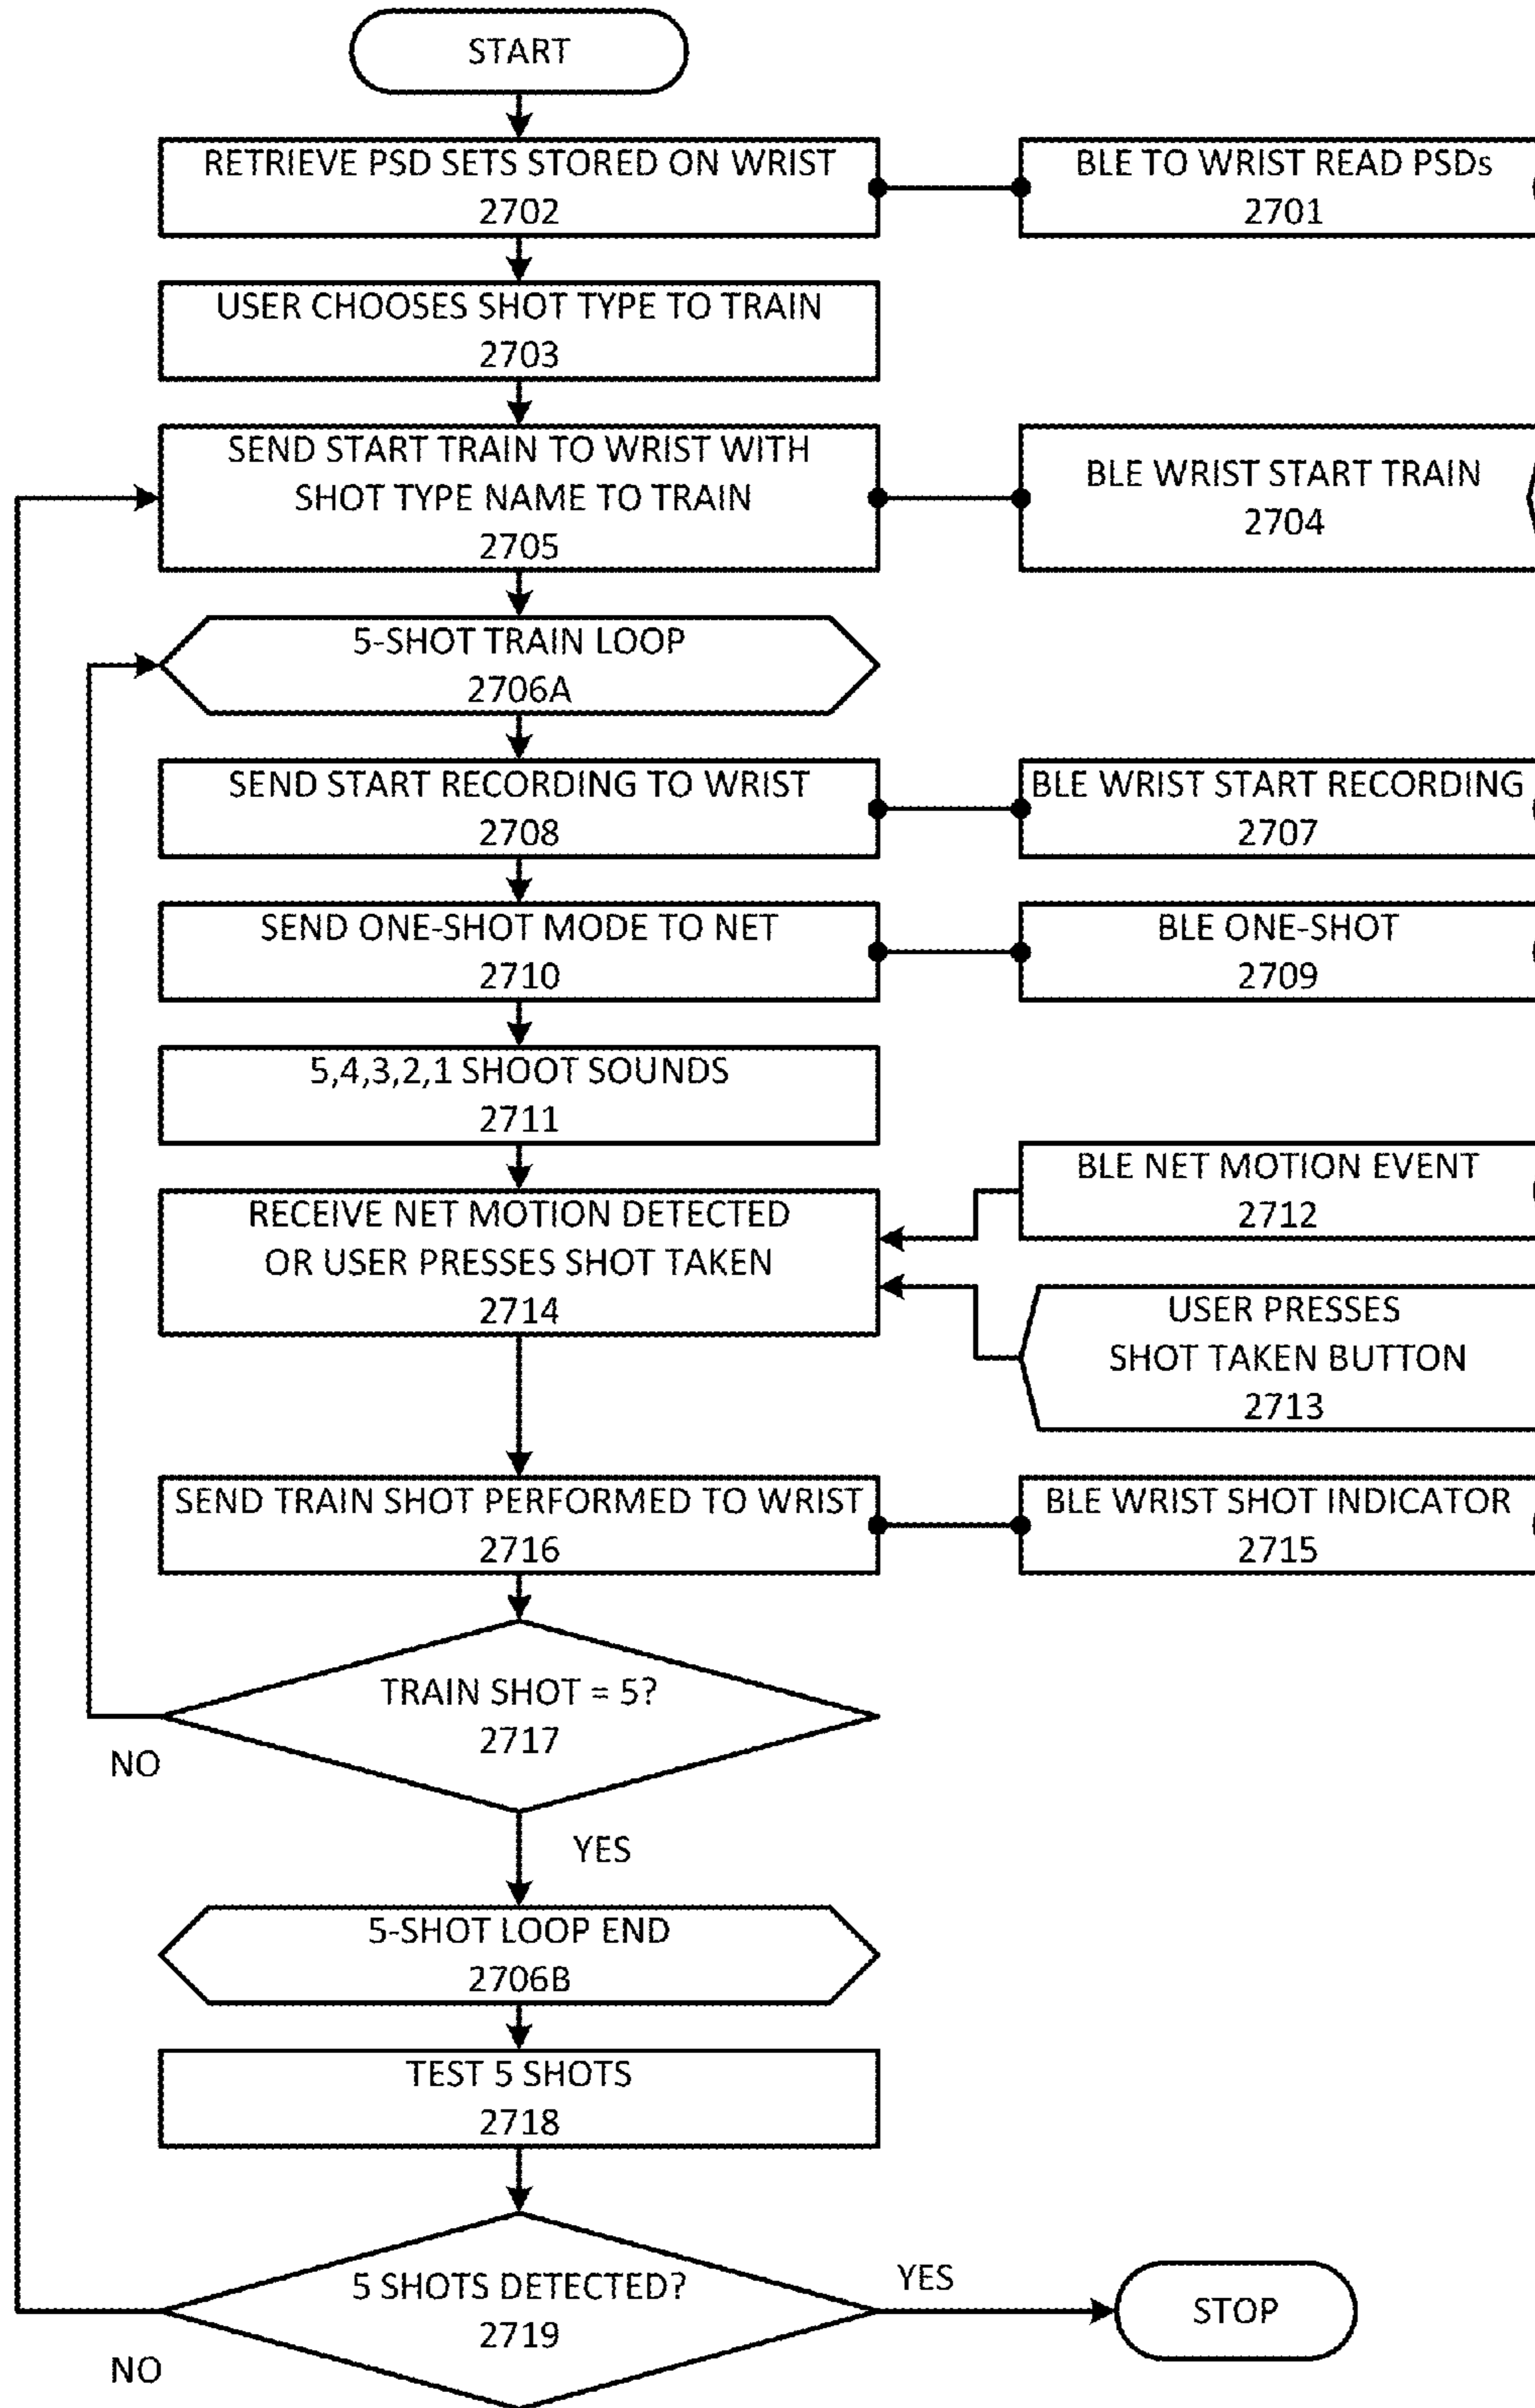 START
RETRIEVE PSD SETS STORED ON WRIST
2702
BLE TO WRIST READ PSDs
2701
USER CHOOSES SHOT TYPE TO TRAIN
2703
SEND START TRAIN TO WRIST WITH
SHOT TYPE NAME TO TRAIN
2705
BLE WRIST START TRAIN
2704
5-SHOT TRAIN LOOP
2706A
SEND START RECORDING TO WRIST
2708
BLE WRIST START RECORDING
2707
SEND ONE-SHOT MODE TO NET
2710
BLE ONE-SHOT
2709
5,4,3,2,1 SHOOT SOUNDS
2711
RECEIVE NET MOTION DETECTED
OR USER PRESSES SHOT TAKEN
2714
BLE NET MOTION EVENT
2712
USER PRESSES
SHOT TAKEN BUTTON
2713
SEND TRAIN SHOT PERFORMED TO WRIST
2716
BLE WRIST SHOT INDICATOR
2715
TRAIN SHOT = 5?
2717
NO
YES
5-SHOT LOOP END
2706B
TEST 5 SHOTS
2718
5 SHOTS DETECTED?
2719
YES
STOP
NO